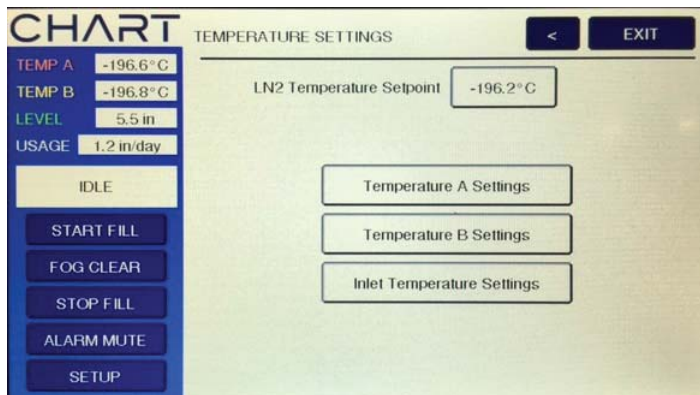 CHART
TEMPERATURE SETTINGS
<
EXIT
TEMP A -196.6°C
TEMP B -196.8°C
LEVEL 5.5 in
USAGE 1.2 in/day
IDLE
START FILL
FOG CLEAR
STOP FILL
ALARM MUTE
SETUP
LN2 Temperature Setpoint -196.2°C
Temperature A Settings
Temperature B Settings
Inlet Temperature Settings